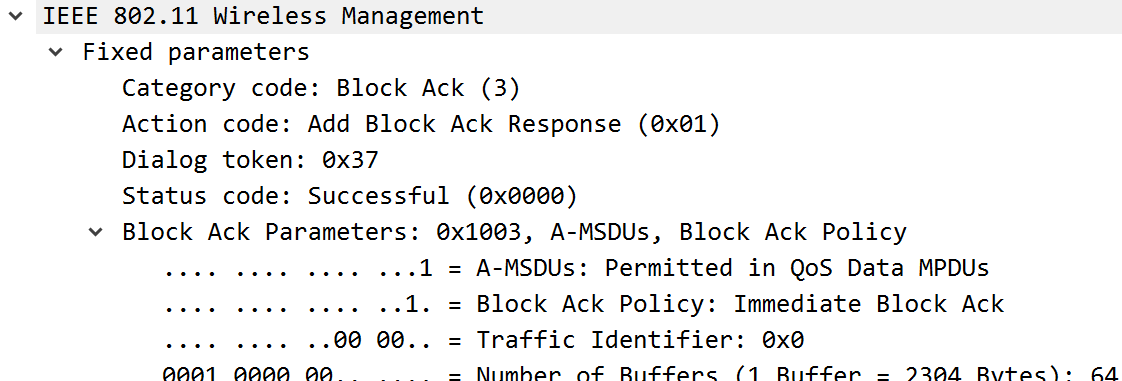 IEEE 802.11 Wireless Management
Fixed parameters
Category code: Block Ack (3)
Action code: Add Block Ack Response (0x01)
Dialog token: 0x37
Status code: Successful (0x0000)
Block Ack Parameters: 0x1003, A-MSDUs, Block Ack Policy
.... .... .... ...1 = A-MSDUs: Permitted in QoS Data MPDUs
.... .... .... ..1. = Block Ack Policy: Immediate Block Ack
.... .... ..00 00.. = Traffic Identifier: 0x0
0001 0000 00.. .... = Number of Buffers (1 Buffer = 2304 Bytes): 64